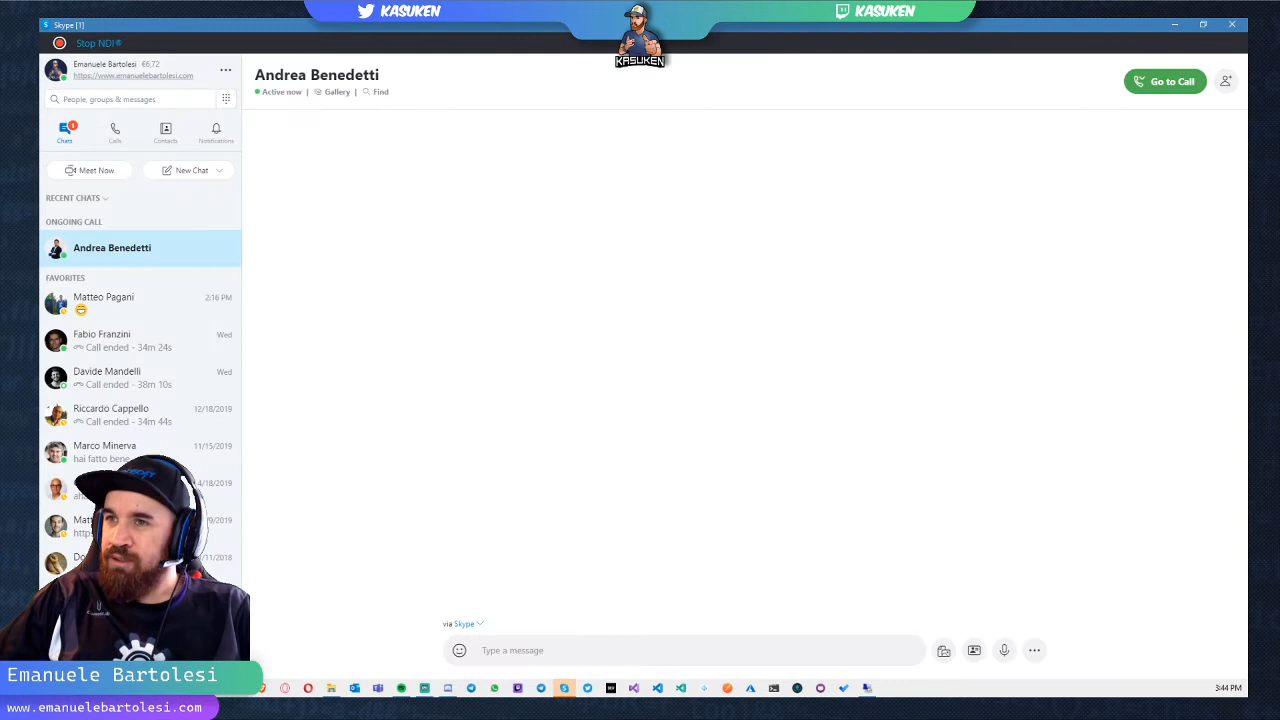 KASUKEN
KASUKEN
KASUKEN
Skype [1]
Stop NDI®
Emanuele Bartolesi €6,72
https://www.emanuelebartolesi.com
People, groups & messages
1
Chats
Calls
Contacts
Notifications
Meet Now
New Chat
RECENT CHATS
ONGOING CALL
Andrea Benedetti
FAVORITES
Matteo Pagani 2:16 PM
Fabio Franzini Wed
Call ended - 34m 24s
Davide Mandelli Wed
Call ended - 38m 10s
Riccardo Cappello 12/18/2019
Call ended - 34m 44s
Marco Minerva 11/15/2019
hai fatto bene
Andrea Benedetti
Active now | Gallery | Find
Go to Call
via Skype
Type a message
Emanuele Bartolesi
www.emanuelebartolesi.com
3:44 PM